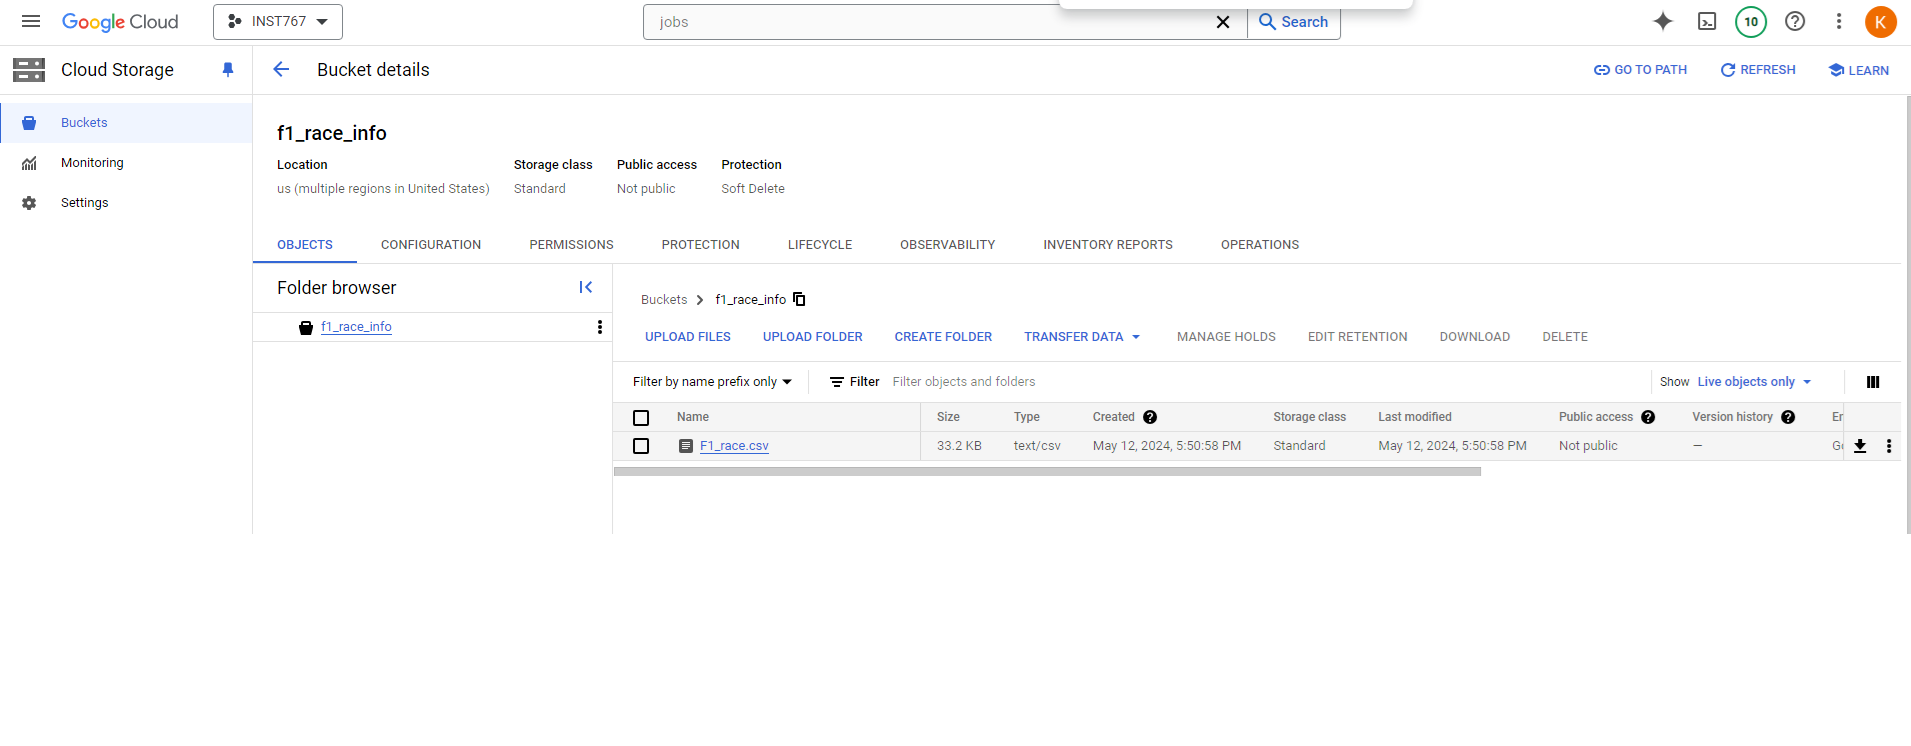 Google Cloud INST767 jobs Search 10 K
Cloud Storage Bucket details GO TO PATH REFRESH LEARN
Buckets
Monitoring
Settings
f1_race_info
Location Storage class Public access Protection
us (multiple regions in United States) Standard Not public Soft Delete
OBJECTS CONFIGURATION PERMISSIONS PROTECTION LIFECYCLE OBSERVABILITY INVENTORY REPORTS OPERATIONS
Folder browser
f1_race_info
Buckets f1_race_info
UPLOAD FILES UPLOAD FOLDER CREATE FOLDER TRANSFER DATA MANAGE HOLDS EDIT RETENTION DOWNLOAD DELETE
Filter by name prefix only Filter Filter objects and folders Show Live objects only
Name Size Type Created Storage class Last modified Public access Version history
F1_race.csv 33.2 KB text/csv May 12, 2024, 5:50:58 PM Standard May 12, 2024, 5:50:58 PM Not public —